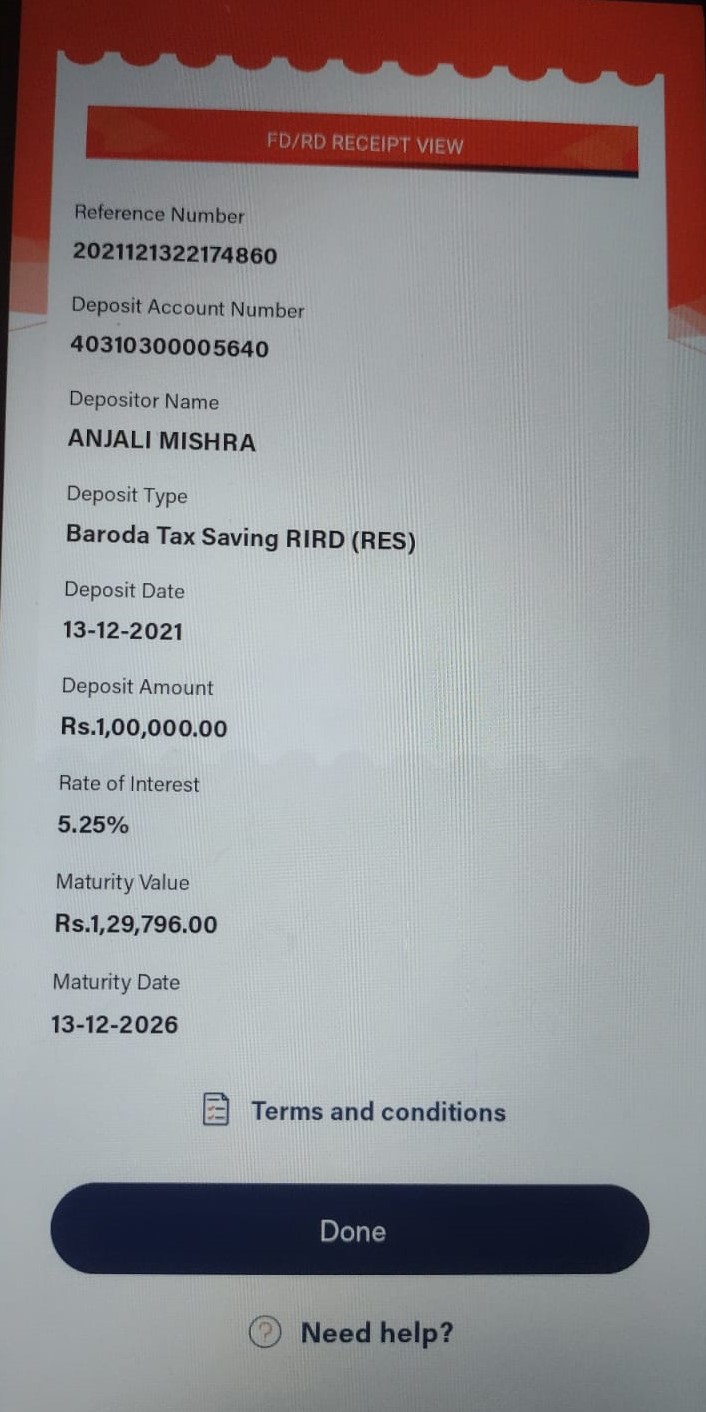 FD/RD RECEIPT VIEW
Reference Number
2021121322174860
Deposit Account Number
40310300005640
Depositor Name
ANJALI MISHRA
Deposit Type
Baroda Tax Saving RIRD (RES)
Deposit Date
13-12-2021
Deposit Amount
Rs.1,00,000.00
Rate of Interest
5.25%
Maturity Value
Rs.1,29,796.00
Maturity Date
13-12-2026
Terms and conditions
Done
Need help?